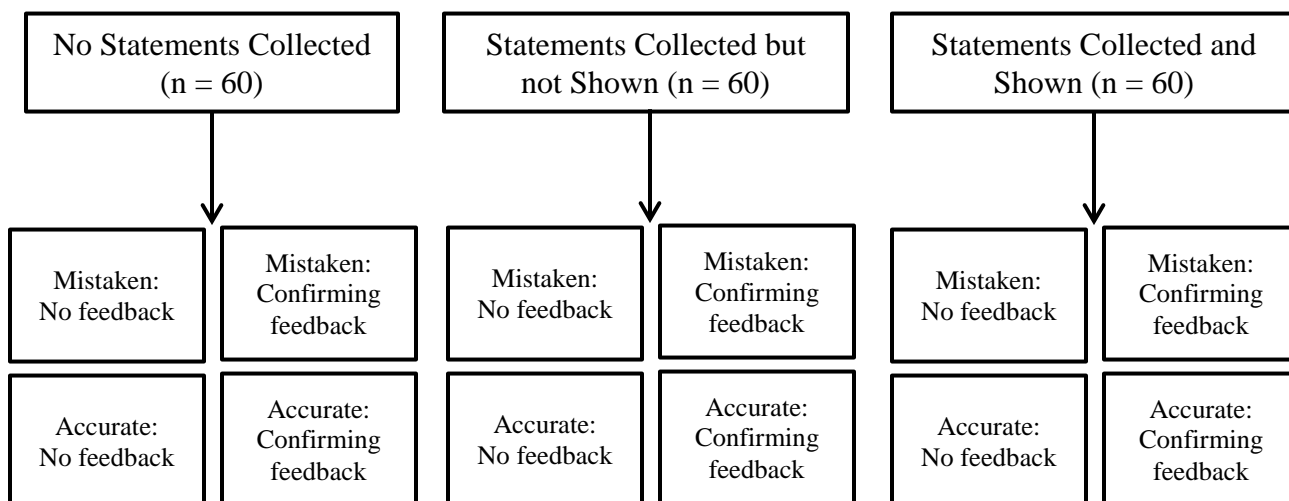 No Statements Collected
(n = 60)
Statements Collected but
not Shown (n = 60)
Statements Collected and
Shown (n = 60)
Mistaken:
No feedback
Mistaken:
Confirming
feedback
Mistaken:
No feedback
Mistaken:
Confirming
feedback
Mistaken:
No feedback
Mistaken:
Confirming
feedback
Accurate:
No feedback
Accurate:
Confirming
feedback
Accurate:
No feedback
Accurate:
Confirming
feedback
Accurate:
No feedback
Accurate:
Confirming
feedback